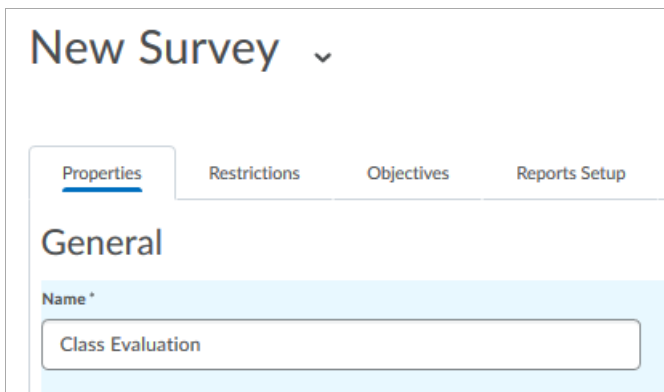 New Survey
Properties Restrictions Objectives Reports Setup
General
Name *
Class Evaluation